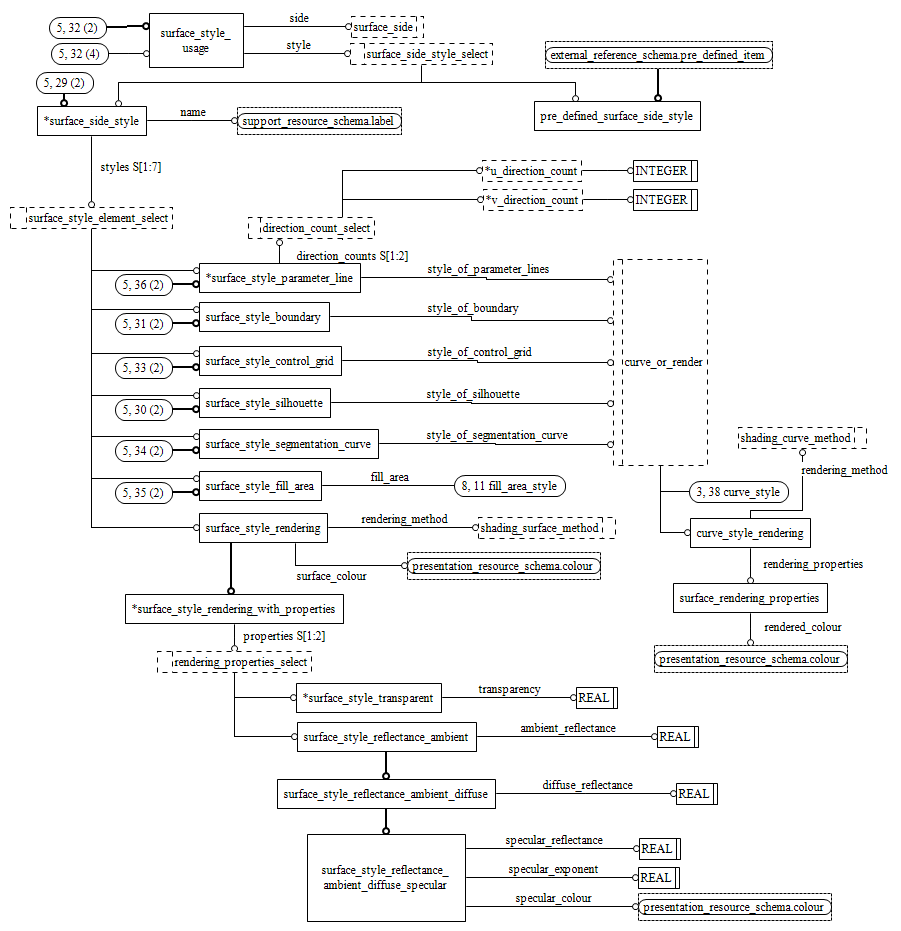 side
5, 32 (2)
surface_style_
usage
surface_side
style
5, 32 (4)
surface_side_style_select
external_reference_schema.pre_defined_item
5, 29 (2)
name
*surface_side_style
support_resource_schema.label
pre_defined_surface_side_style
styles S[1:7]
*u_direction_count
INTEGER
*v_direction_count
INTEGER
surface_style_element_select
direction_count_select
direction_counts S[1:2]
style_of_parameter_lines
*surface_style_parameter_line
5, 36 (2)
style_of_boundary
surface_style_boundary
5, 31 (2)
style_of_control_grid
surface_style_control_grid
curve_or_render
5, 33 (2)
style_of_silhouette
surface_style_silhouette
5, 30 (2)
style_of_segmentation_curve
shading_curve_method
surface_style_segmentation_curve
5, 34 (2)
rendering_method
fill_area
surface_style_fill_area
8, 11 fill_area_style
5, 35 (2)
3, 38 curve_style
rendering_method
surface_style_rendering
shading_surface_method
curve_style_rendering
presentation_resource_schema.colour
rendering_properties
surface_colour
surface_rendering_properties
*surface_style_rendering_with_properties
rendered_colour
properties S[1:2]
rendering_properties_select
presentation_resource_schema.colour
transparency
*surface_style_transparent
REAL
ambient_reflectance
surface_style_reflectance_ambient
REAL
diffuse_reflectance
surface_style_reflectance_ambient_diffuse
REAL
specular_reflectance
REAL
surface_style_reflectance_
ambient_diffuse_specular
specular_exponent
REAL
specular_colour
presentation_resource_schema.colour